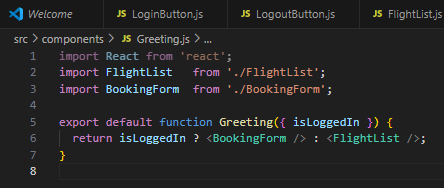 Welcome
JS LoginButton.js
JS LogoutButton.js
JS FlightList.js
src > components > JS Greeting.js > ...
1 import React from 'react';
2 import FlightList   from './FlightList';
3 import BookingForm  from './BookingForm';
4
5 export default function Greeting({ isLoggedIn }) {
6   return isLoggedIn ? <BookingForm /> : <FlightList />;
7 }
8